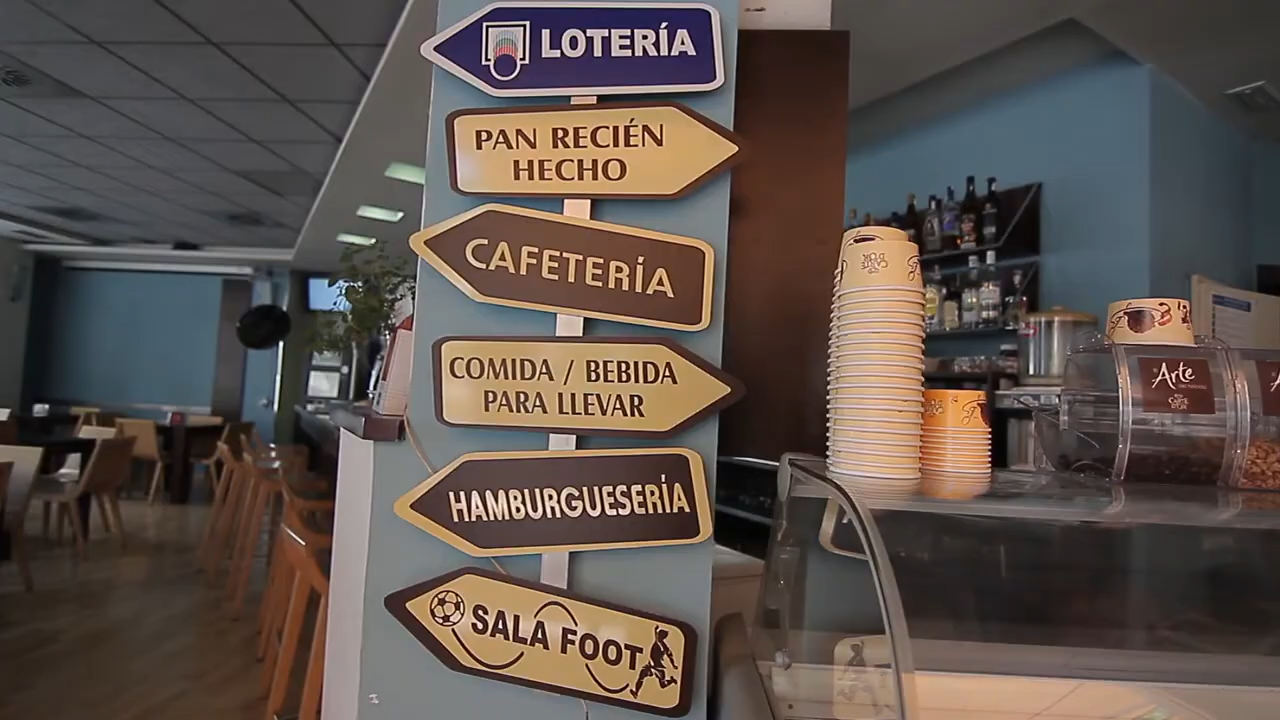 LOTERÍA
PAN RECIÉN
HECHO
CAFETERÍA
COMIDA / BEBIDA
PARA LLEVAR
HAMBURGUESERÍA
SALA FOOT
Arte